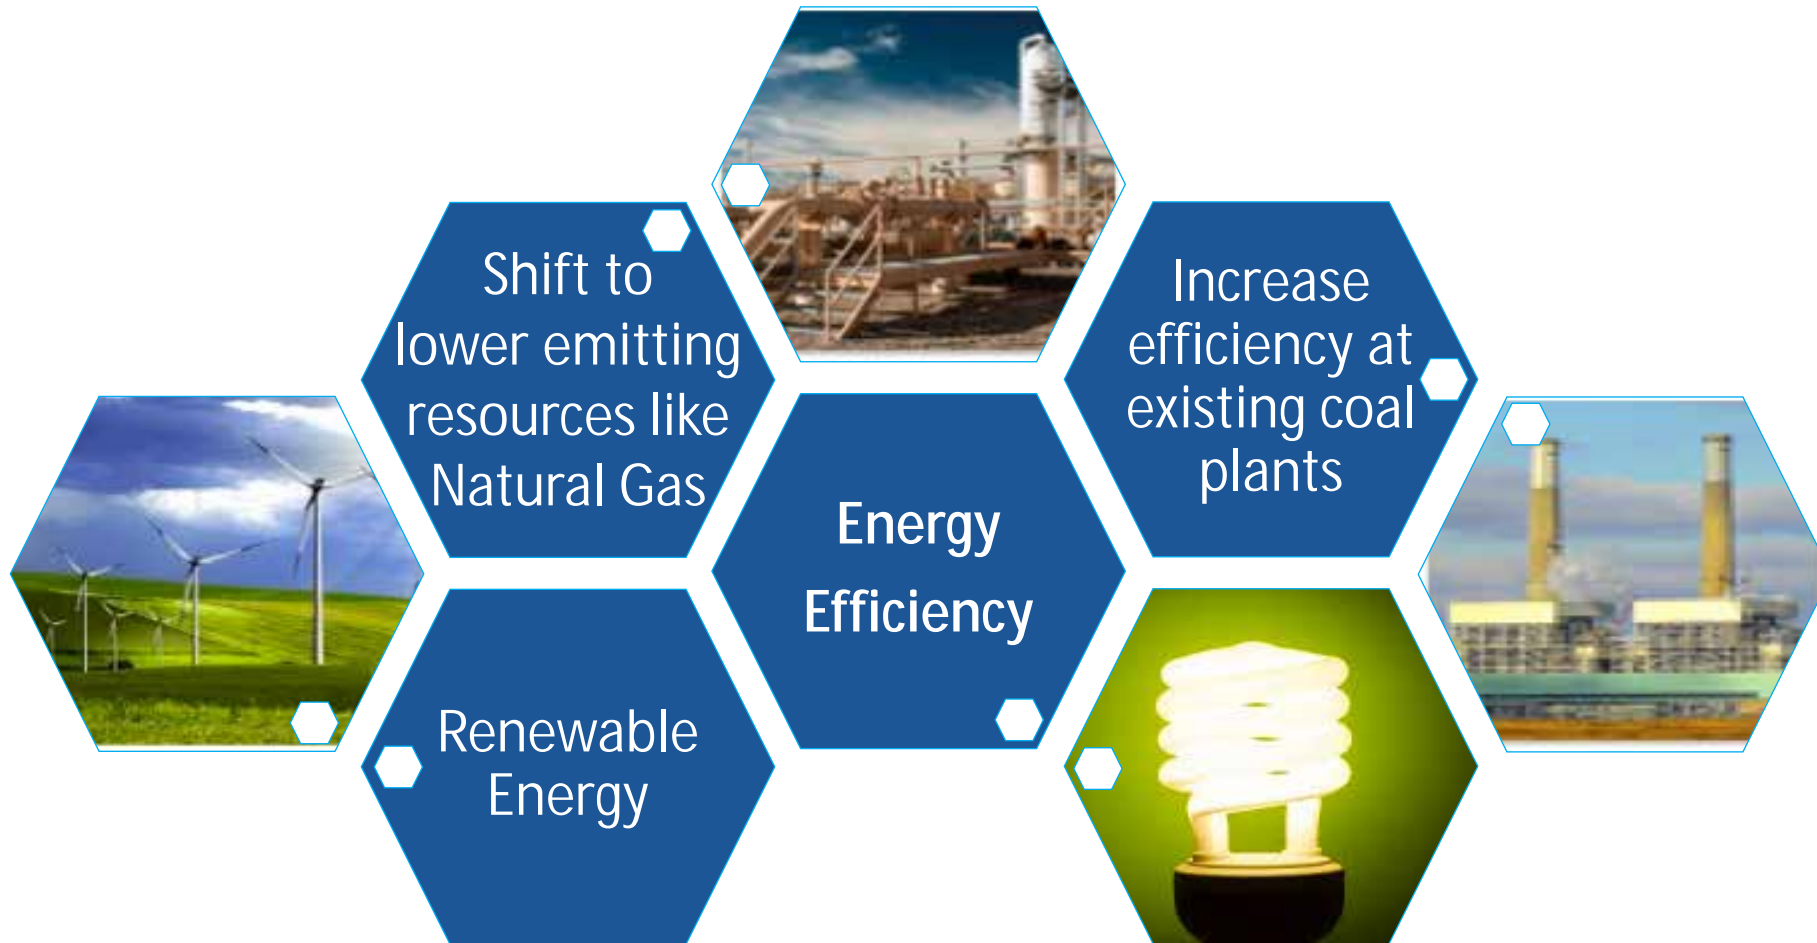 Shift to
lower emitting
resources like
Natural Gas
Increase
efficiency at
existing coal
plants
Energy
Efficiency
Renewable
Energy